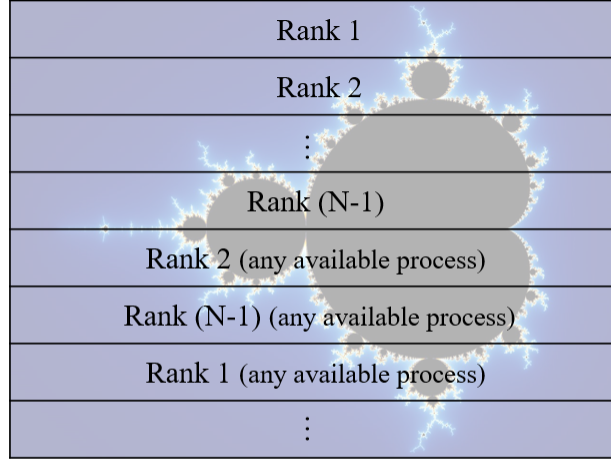 Rank 1
Rank 2
⋮
Rank (N-1)
Rank 2 (any available process)
Rank (N-1) (any available process)
Rank 1 (any available process)
⋮